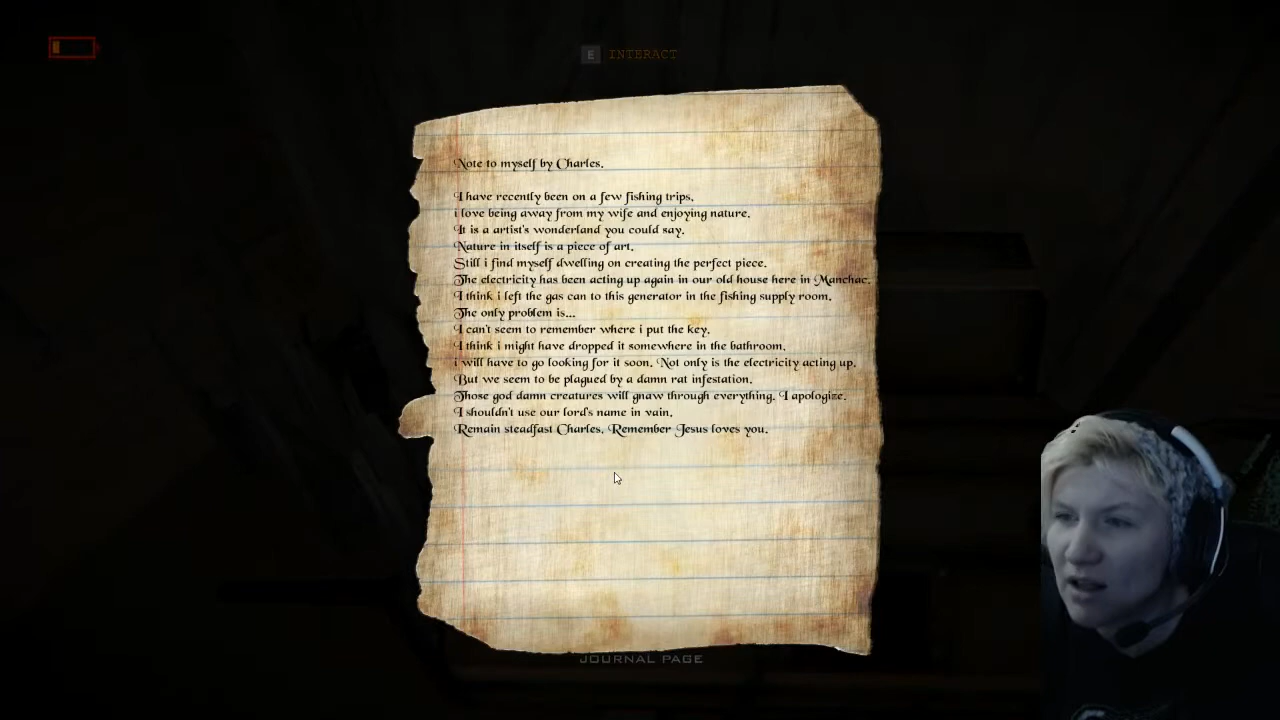 E INTERACT
Note to myself by Charles.
I have recently been on a few fishing trips,
i love being away from my wife and enjoying nature.
It is a artist's wonderland you could say.
Nature in itself is a piece of art.
Still i find myself dwelling on creating the perfect piece.
The electricity has been acting up again in our old house here in Manchac.
I think i left the gas can to this generator in the fishing supply room.
The only problem is...
I can't seem to remember where i put the key.
I think i might have dropped it somewhere in the bathroom.
i will have to go looking for it soon. Not only is the electricity acting up.
But we seem to be plagued by a damn rat infestation.
Those god damn creatures will gnaw through everything. I apologize.
I shouldn't use our lord's name in vain.
Remain steadfast Charles. Remember Jesus loves you.
JOURNAL PAGE